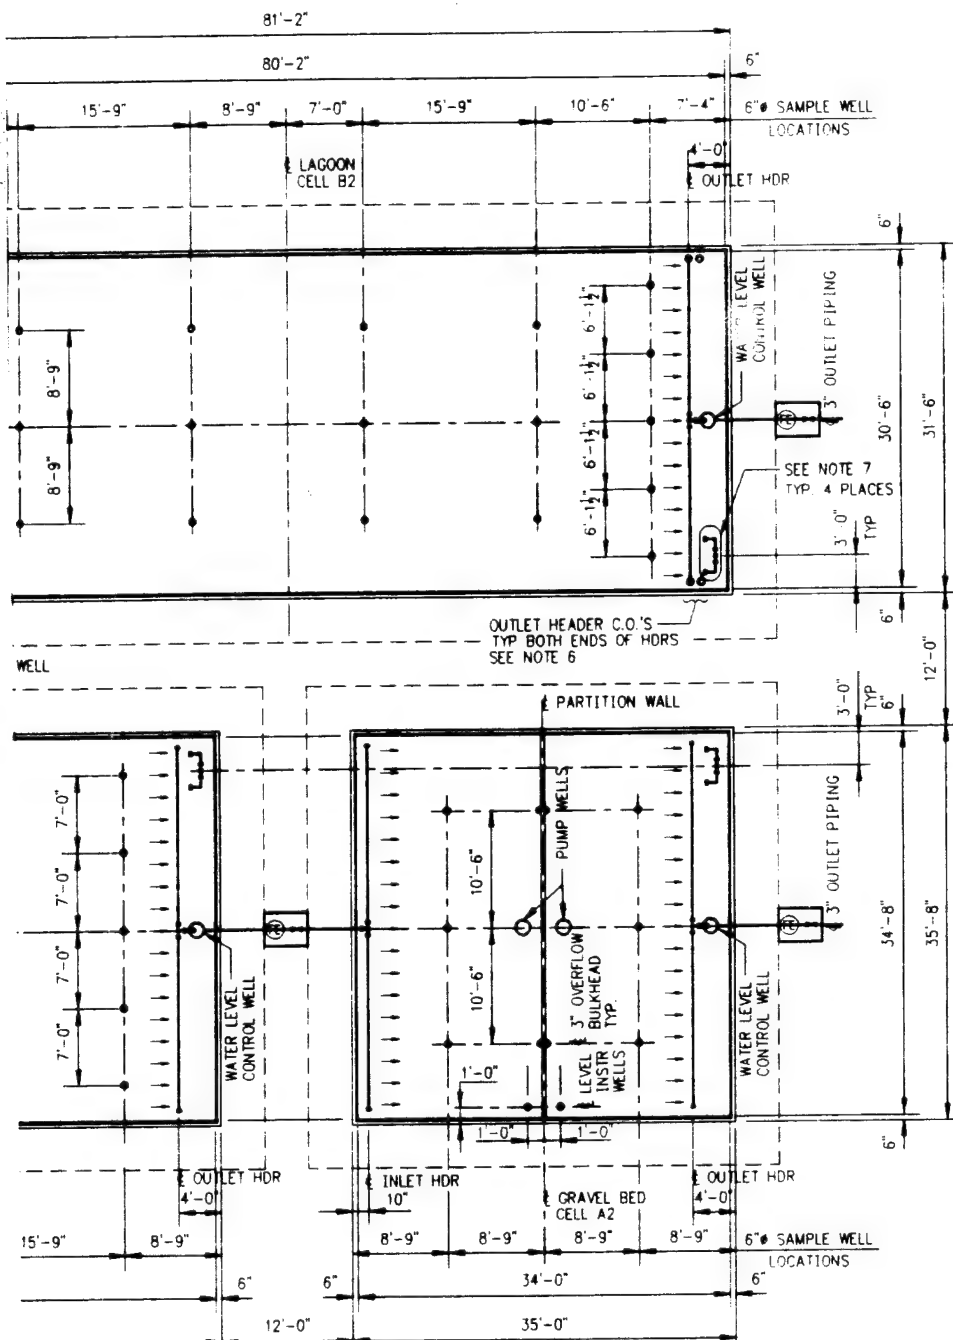 81'-2"
80'-2"
6"
15'-9"
8'-9"
7'-0"
15'-9"
10'-6"
7'-4"
6"ø SAMPLE WELL
LOCATIONS
4'-0"
℄ LAGOON
CELL B2
℄ OUTLET HDR
6"
WATER LEVEL
CONTROL WELL
3" OUTLET PIPING
30'-6"
31'-6"
8'-9"
8'-9"
6'-1½"
6'-1½"
6'-1½"
6'-1½"
SEE NOTE 7
TYP. 4 PLACES
3'-0"
TYP
6"
OUTLET HEADER C.O.'S
TYP BOTH ENDS OF HDRS
SEE NOTE 6
12'-0"
WELL
℄ PARTITION WALL
3'-0"
TYP
6"
7'-0"
7'-0"
7'-0"
7'-0"
WATER LEVEL
CONTROL WELL
10'-6"
10'-6"
PUMP WELLS
℄ 3" OVERFLOW
BULKHEAD
TYP.
LEVEL
INSTR
WELLS
1'-0"
1'-0"
1'-0"
WATER LEVEL
CONTROL WELL
3" OUTLET PIPING
34'-8"
35'-8"
6"
℄ OUTLET HDR
4'-0"
℄ INLET HDR
10"
℄ GRAVEL BED
CELL A2
℄ OUTLET HDR
4'-0"
15'-9"
8'-9"
8'-9"
8'-9"
8'-9"
8'-9"
6"ø SAMPLE WELL
LOCATIONS
6"
6"
34'-0"
6"
12'-0"
35'-0"